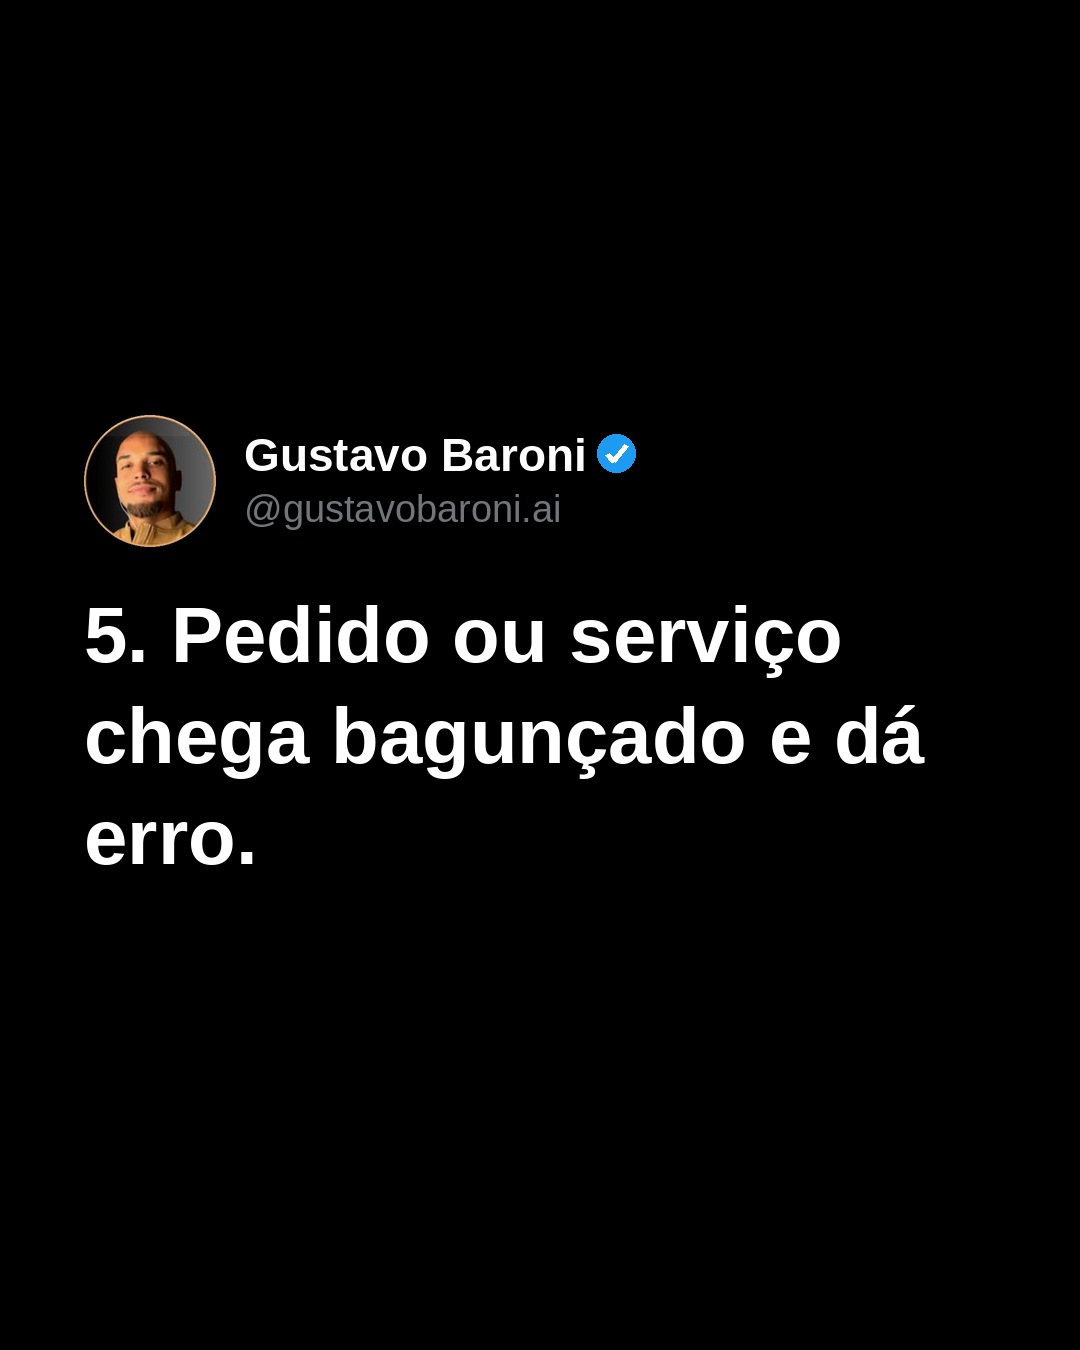 Gustavo Baroni
@gustavobaroni.ai
5. Pedido ou serviço
chega bagunçado e dá
erro.